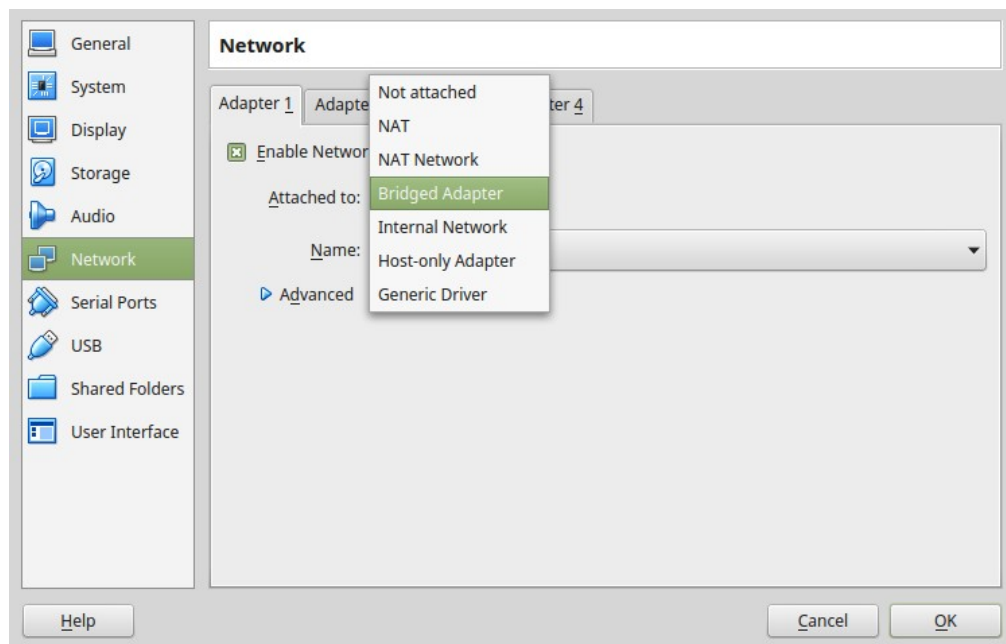 General
System
Display
Storage
Audio
Network
Serial Ports
USB
Shared Folders
User Interface
Network
Adapter 1
Adapte
ter 4
Enable Networ
Attached to:
Name:
Advanced
Not attached
NAT
NAT Network
Bridged Adapter
Internal Network
Host-only Adapter
Generic Driver
Help
Cancel
OK